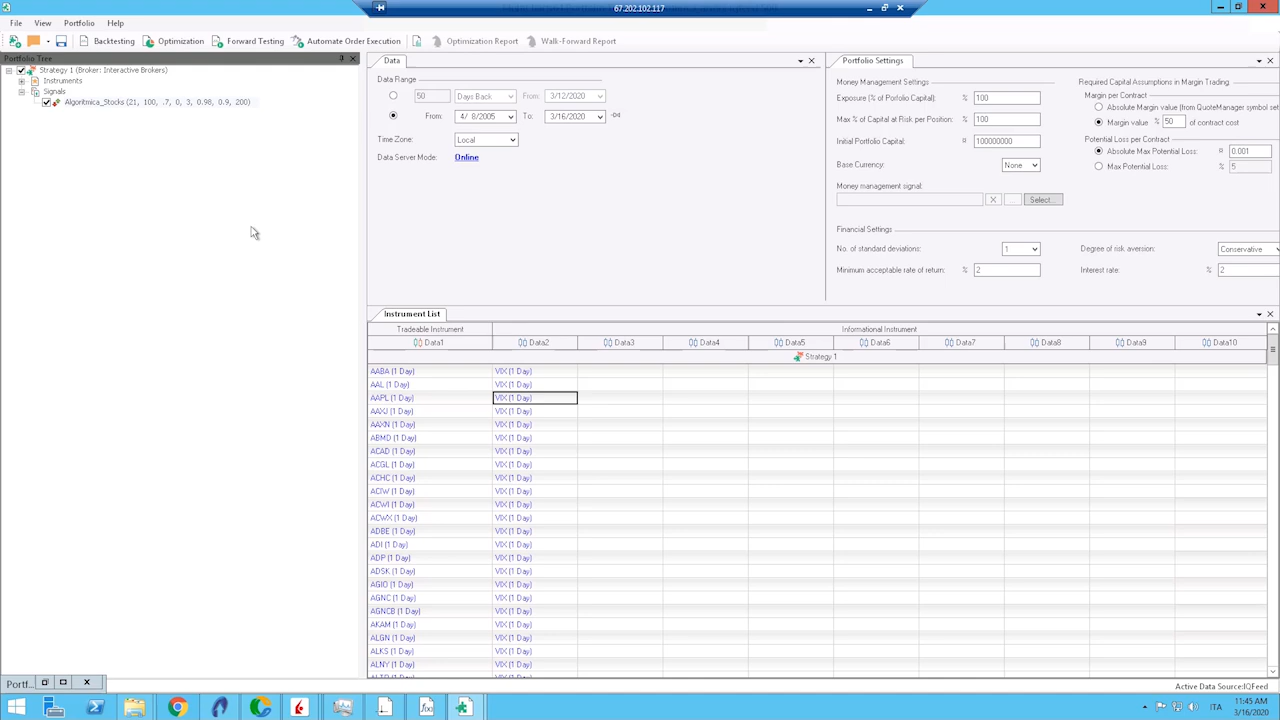 67.202.102.117
File View Portfolio Help
Backtesting Optimization Forward Testing Automate Order Execution Optimization Report Walk-Forward Report
Portfolio Tree
Strategy 1 (Broker: Interactive Brokers)
Instruments
Signals
Algoritmica_Stocks (21, 100, .7, 0, 3, 0.98, 0.9, 200)
Data
Data Range
50 Days Back From: 3/12/2020
From: 4/ 8/2005 To: 3/16/2020
Time Zone: Local
Data Server Mode: Online
Portfolio Settings
Money Management Settings
Exposure (% of Porfolio Capital): % 100
Max % of Capital at Risk per Position: % 100
Initial Portfolio Capital: ¤ 100000000
Base Currency: None
Money management signal:
X ... Select...
Required Capital Assumptions in Margin Trading
Margin per Contract
Absolute Margin value (from QuoteManager symbol set
Margin value % 50 of contract cost
Potential Loss per Contract
Absolute Max Potential Loss: ¤ 0.001
Max Potential Loss: % 5
Financial Settings
No. of standard deviations: 1 Degree of risk aversion: Conservative
Minimum acceptable rate of return: % 2 Interest rate: % 2
Instrument List
Tradeable Instrument Informational Instrument
Data1 Data2 Data3 Data4 Data5 Data6 Data7 Data8 Data9 Data10
Strategy 1
AABA (1 Day) VIX (1 Day)
AAL (1 Day) VIX (1 Day)
AAPL (1 Day) VIX (1 Day)
AAXJ (1 Day) VIX (1 Day)
AAXN (1 Day) VIX (1 Day)
ABMD (1 Day) VIX (1 Day)
ACAD (1 Day) VIX (1 Day)
ACGL (1 Day) VIX (1 Day)
ACHC (1 Day) VIX (1 Day)
ACIW (1 Day) VIX (1 Day)
ACWI (1 Day) VIX (1 Day)
ACWX (1 Day) VIX (1 Day)
ADBE (1 Day) VIX (1 Day)
ADI (1 Day) VIX (1 Day)
ADP (1 Day) VIX (1 Day)
ADSK (1 Day) VIX (1 Day)
AGIO (1 Day) VIX (1 Day)
AGNC (1 Day) VIX (1 Day)
AGNCB (1 Day) VIX (1 Day)
AKAM (1 Day) VIX (1 Day)
ALGN (1 Day) VIX (1 Day)
ALKS (1 Day) VIX (1 Day)
ALNY (1 Day) VIX (1 Day)
Portf...
Active Data Source:IQFeed
ITA 11:45 AM
3/16/2020